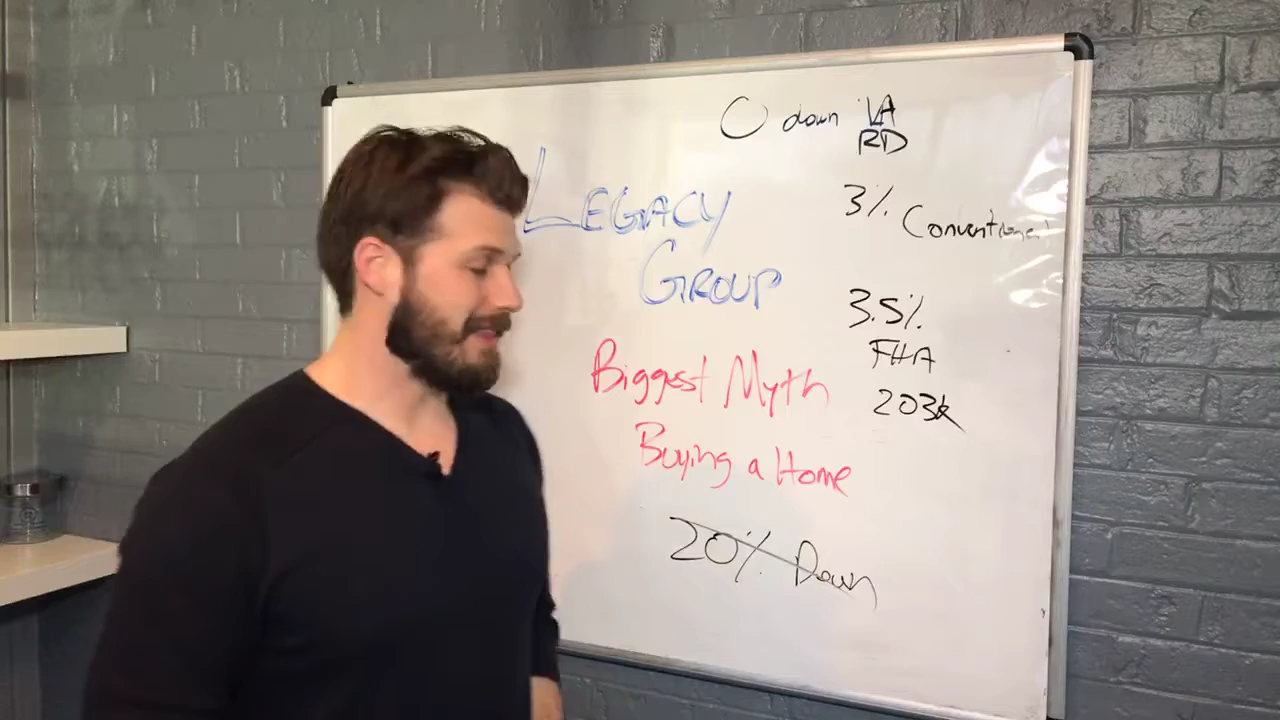 LEGACY
GROUP
Biggest Myth
Buying a Home
20% Down
0 down VA
RD
3% Conventional
3.5%
FHA
203k